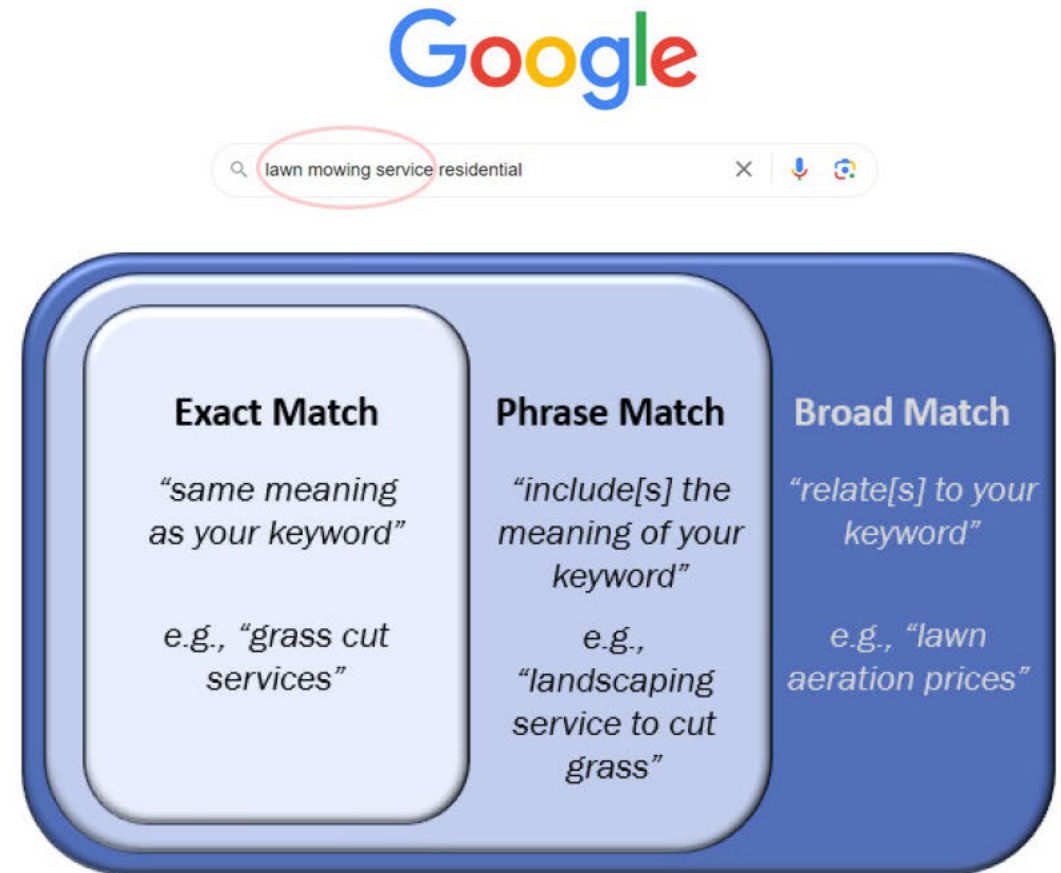 Google
lawn mowing service residential
Exact Match
"same meaning
as your keyword"
e.g., "grass cut
services"
Phrase Match
"include[s] the
meaning of your
keyword"
e.g.,
"landscaping
service to cut
grass"
Broad Match
"relate[s] to your
keyword"
e.g., "lawn
aeration prices"